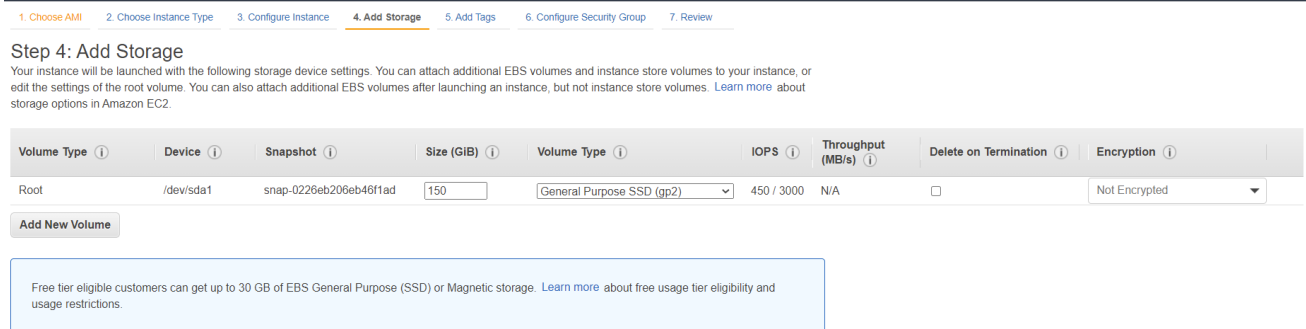 1. Choose AMI 2. Choose Instance Type 3. Configure Instance 4. Add Storage 5. Add Tags 6. Configure Security Group 7. Review
Step 4: Add Storage
Your instance will be launched with the following storage device settings. You can attach additional EBS volumes and instance store volumes to your instance, or
edit the settings of the root volume. You can also attach additional EBS volumes after launching an instance, but not instance store volumes. Learn more about
storage options in Amazon EC2.
Volume Type i Device i Snapshot i Size (GiB) i Volume Type i IOPS i Throughput (MB/s) i Delete on Termination i Encryption i
Root /dev/sda1 snap-0226eb206eb46f1ad 150 General Purpose SSD (gp2) 450 / 3000 N/A Not Encrypted
Add New Volume
Free tier eligible customers can get up to 30 GB of EBS General Purpose (SSD) or Magnetic storage. Learn more about free usage tier eligibility and
usage restrictions.